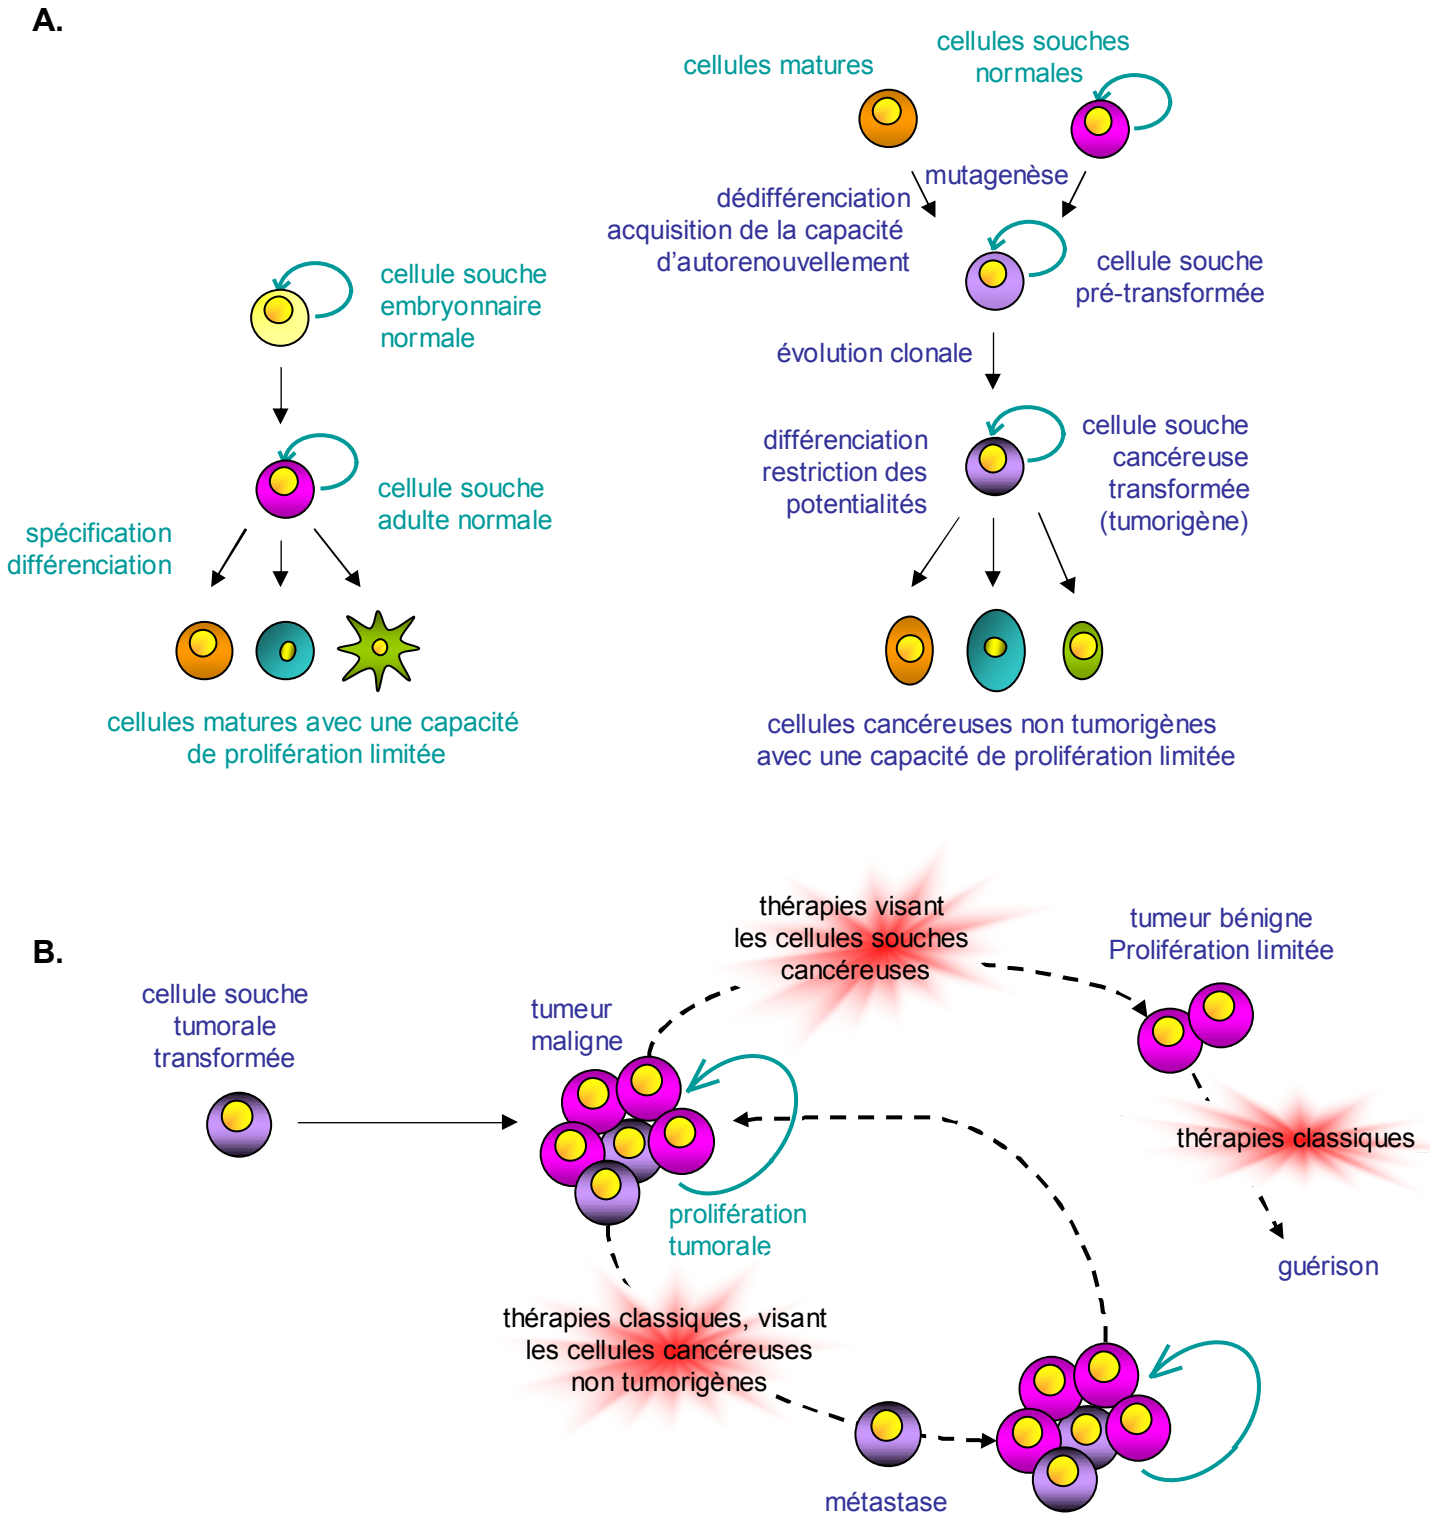 A.
cellule souche
embryonnaire
normale
cellule souche
adulte normale
spécification
différenciation
cellules matures avec une capacité
de prolifération limitée
cellules matures
cellules souches
normales
mutagenèse
dédifférenciation
acquisition de la capacité
d'autorenouvellement
cellule souche
pré-transformée
évolution clonale
différenciation
restriction des
potentialités
cellule souche
cancéreuse
transformée
(tumorigène)
cellules cancéreuses non tumorigènes
avec une capacité de prolifération limitée
B.
cellule souche
tumorale
transformée
tumeur
maligne
prolifération
tumorale
thérapies visant
les cellules souches
cancéreuses
tumeur bénigne
Prolifération limitée
thérapies classiques
guérison
thérapies classiques, visant
les cellules cancéreuses
non tumorigènes
métastase